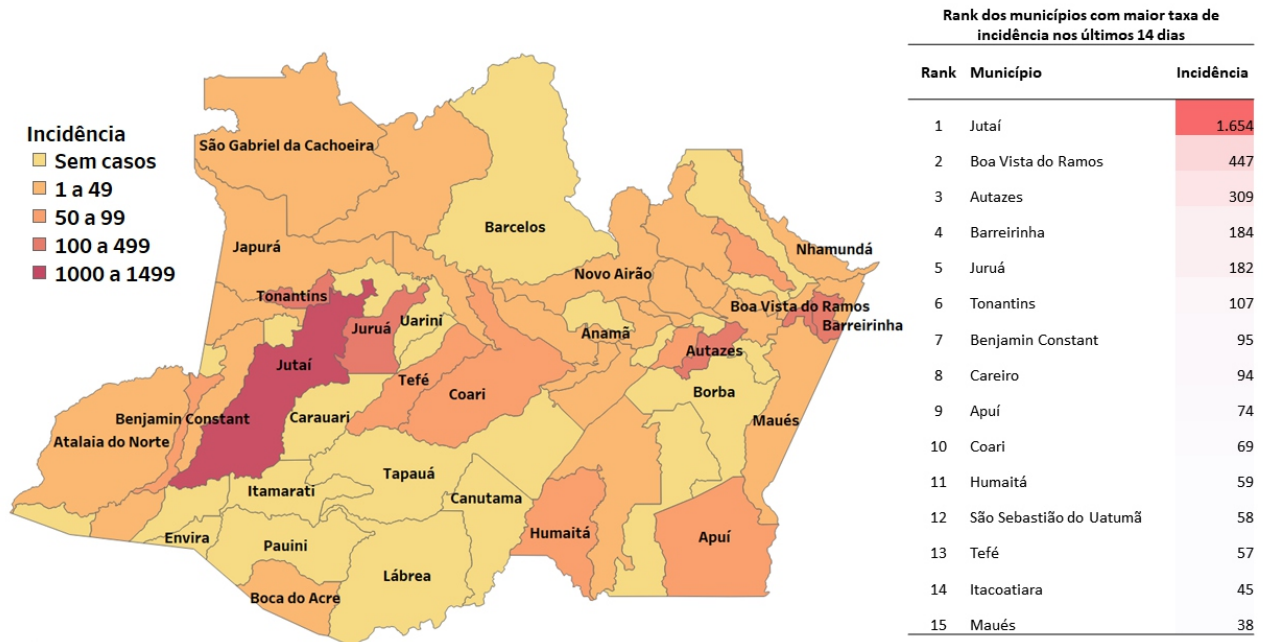 Rank dos municípios com maior taxa de
incidência nos últimos 14 dias
Rank Município Incidência
1 Jutaí 1.654
2 Boa Vista do Ramos 447
3 Autazes 309
4 Barreirinha 184
5 Juruá 182
6 Tonantins 107
7 Benjamin Constant 95
8 Careiro 94
9 Apuí 74
10 Coari 69
11 Humaitá 59
12 São Sebastião do Uatumã 58
13 Tefé 57
14 Itacoatiara 45
15 Maués 38
Incidência
Sem casos
1 a 49
50 a 99
100 a 499
1000 a 1499
São Gabriel da Cachoeira
Barcelos
Japurá
Nhamundá
Novo Airão
Tonantins
Boa Vista do Ramos
Juruá
Uarini
Anamã
Barreirinha
Autazes
Jutaí
Tefé
Coari
Borba
Benjamin Constant
Carauari
Maués
Atalaia do Norte
Tapauá
Itamarati
Canutama
Envira
Pauini
Humaitá
Apuí
Lábrea
Boca do Acre